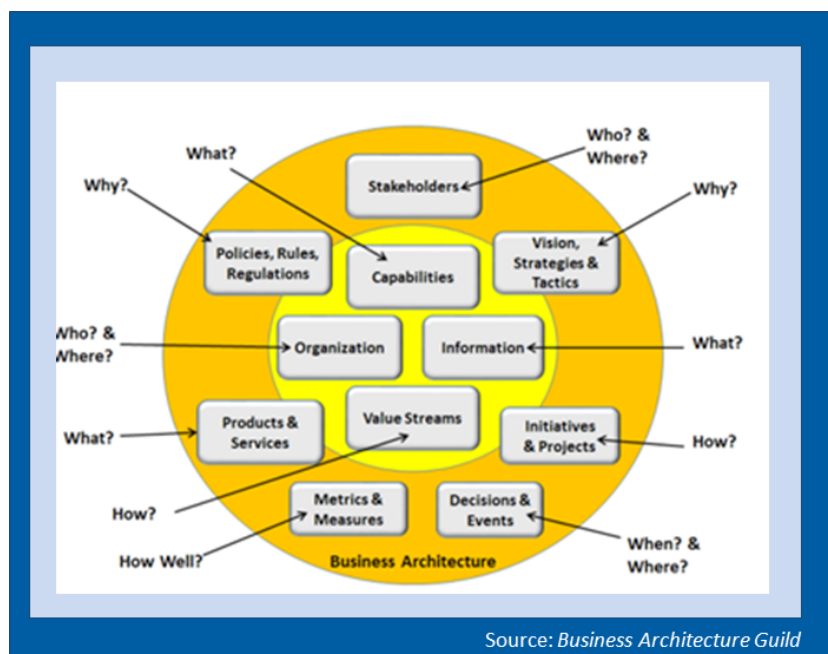 Who? &
Where?
What?
Why?
Stakeholders
Why?
Policies, Rules,
Regulations
Vision,
Strategies &
Tactics
Capabilities
Who? &
Where?
Organization
Information
What?
What?
Products &
Services
Value Streams
Initiatives
& Projects
How?
How?
Metrics &
Measures
Decisions &
Events
When? &
Where?
How Well?
Business Architecture
Source: Business Architecture Guild